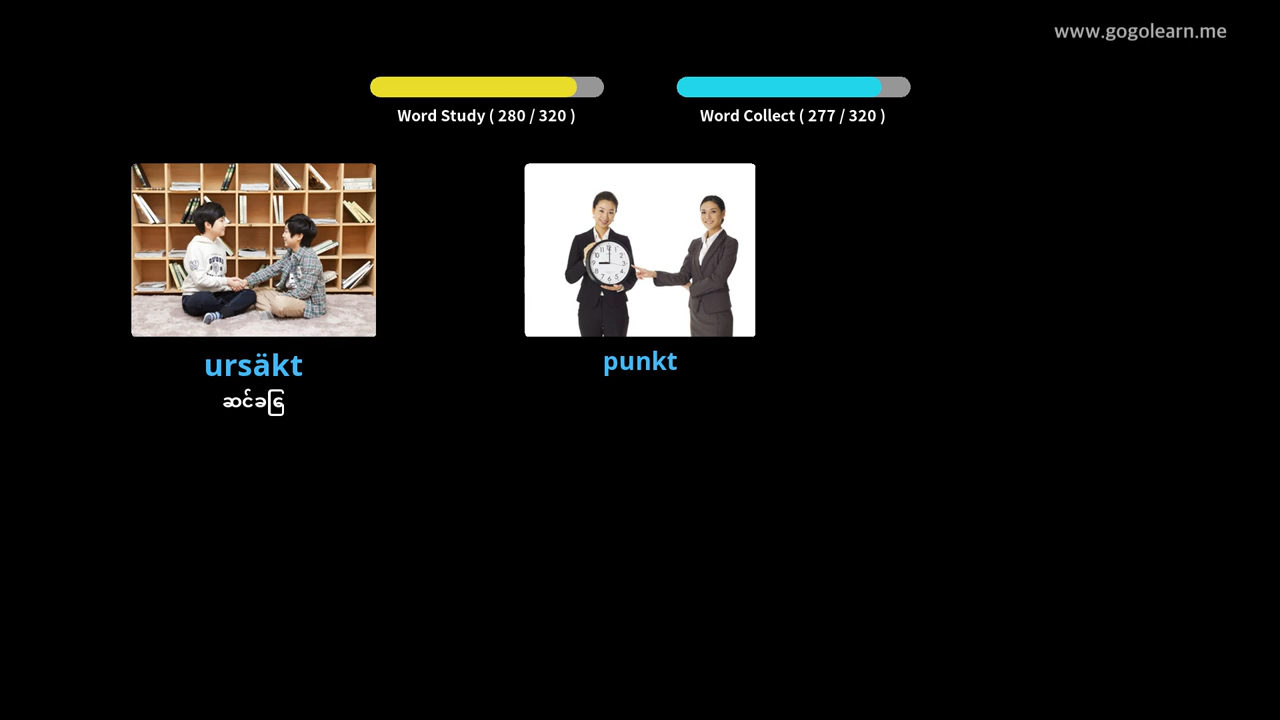 www.gogolearn.me
Word Study ( 280 / 320 )
Word Collect ( 277 / 320 )
ursäkt
ဆင်ခြေ
punkt